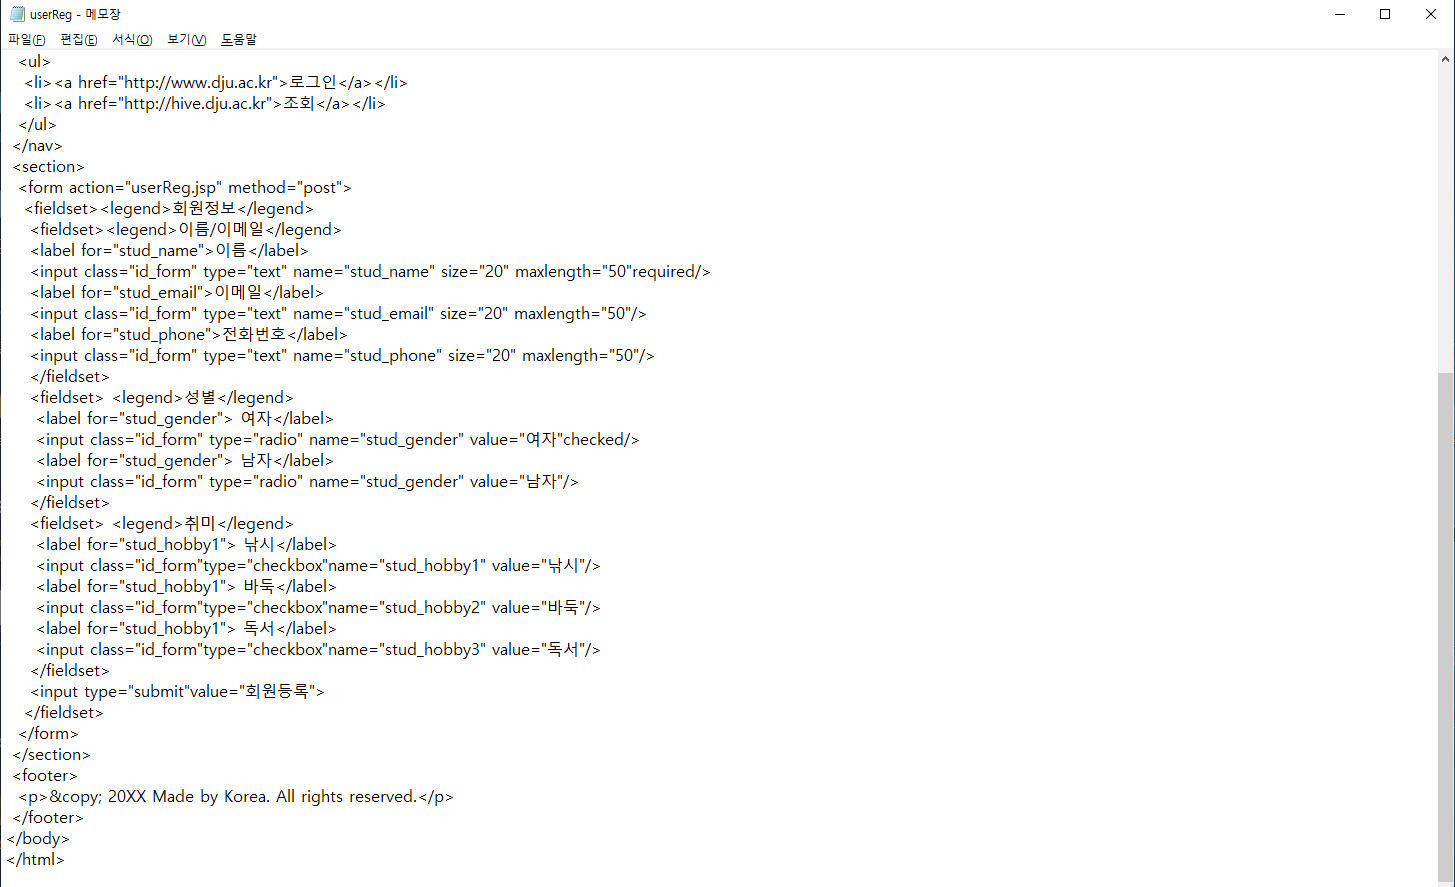 userReg - 메모장
파일(F) 편집(E) 서식(O) 보기(V) 도움말
<ul>
<li><a href="http://www.dju.ac.kr">로그인</a></li>
<li><a href="http://hive.dju.ac.kr">조회</a></li>
</ul>
</nav>
<section>
<form action="userReg.jsp" method="post">
<fieldset><legend>회원정보</legend>
<fieldset><legend>이름/이메일</legend>
<label for="stud_name">이름</label>
<input class="id_form" type="text" name="stud_name" size="20" maxlength="50"required/>
<label for="stud_email">이메일</label>
<input class="id_form" type="text" name="stud_email" size="20" maxlength="50"/>
<label for="stud_phone">전화번호</label>
<input class="id_form" type="text" name="stud_phone" size="20" maxlength="50"/>
</fieldset>
<fieldset> <legend>성별</legend>
<label for="stud_gender"> 여자</label>
<input class="id_form" type="radio" name="stud_gender" value="여자"checked/>
<label for="stud_gender"> 남자</label>
<input class="id_form" type="radio" name="stud_gender" value="남자"/>
</fieldset>
<fieldset> <legend>취미</legend>
<label for="stud_hobby1"> 낚시</label>
<input class="id_form"type="checkbox"name="stud_hobby1" value="낚시"/>
<label for="stud_hobby1"> 바둑</label>
<input class="id_form"type="checkbox"name="stud_hobby2" value="바둑"/>
<label for="stud_hobby1"> 독서</label>
<input class="id_form"type="checkbox"name="stud_hobby3" value="독서"/>
</fieldset>
<input type="submit"value="회원등록">
</fieldset>
</form>
</section>
<footer>
<p>&copy; 20XX Made by Korea. All rights reserved.</p>
</footer>
</body>
</html>